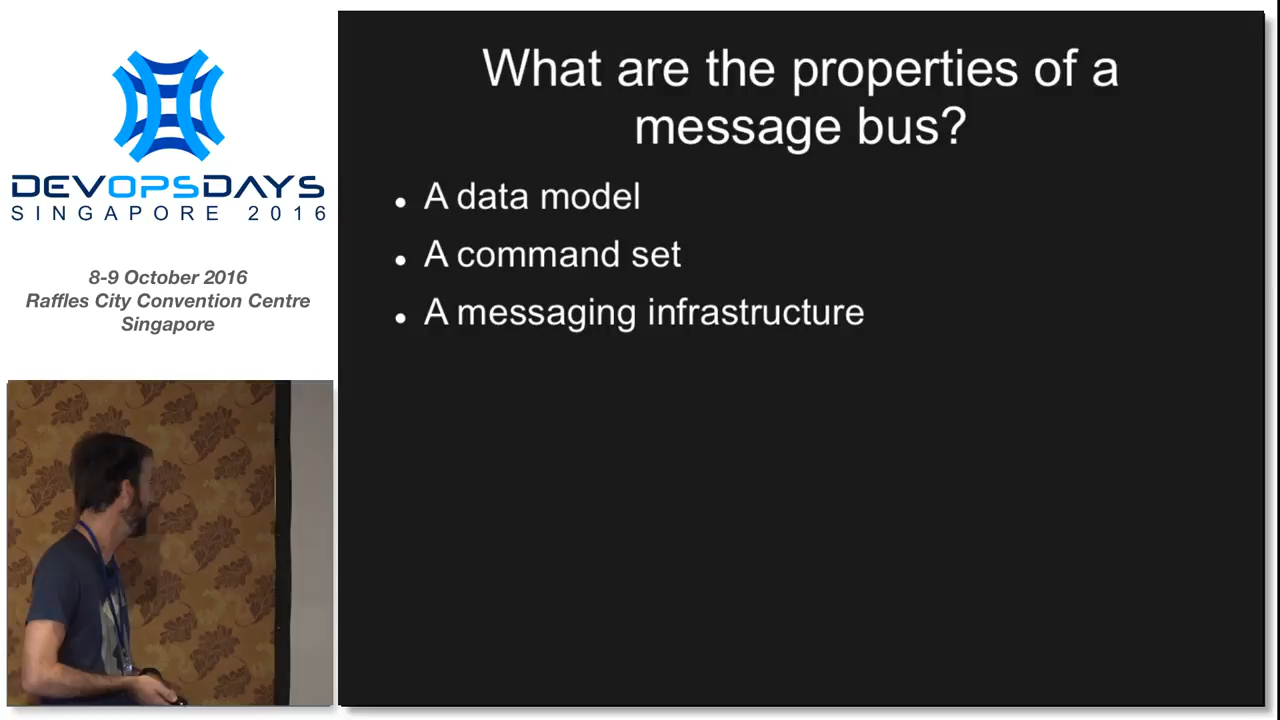 DEVOPSDAYS
SINGAPORE 2016
8-9 October 2016
Raffles City Convention Centre
Singapore
What are the properties of a
message bus?
A data model
A command set
A messaging infrastructure